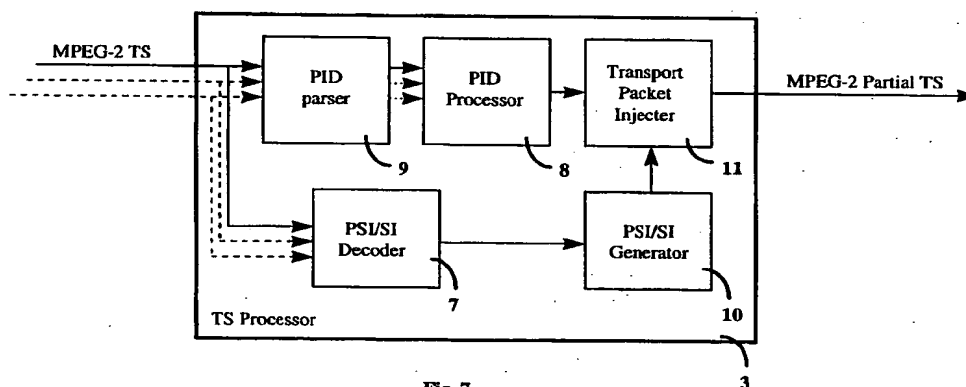 MPEG-2 TS
PID
parser
9
PID
Processor
8
Transport
Packet
Injecter
11
MPEG-2 Partial TS
PSI/SI
Decoder
7
PSI/SI
Generator
10
TS Processor
3